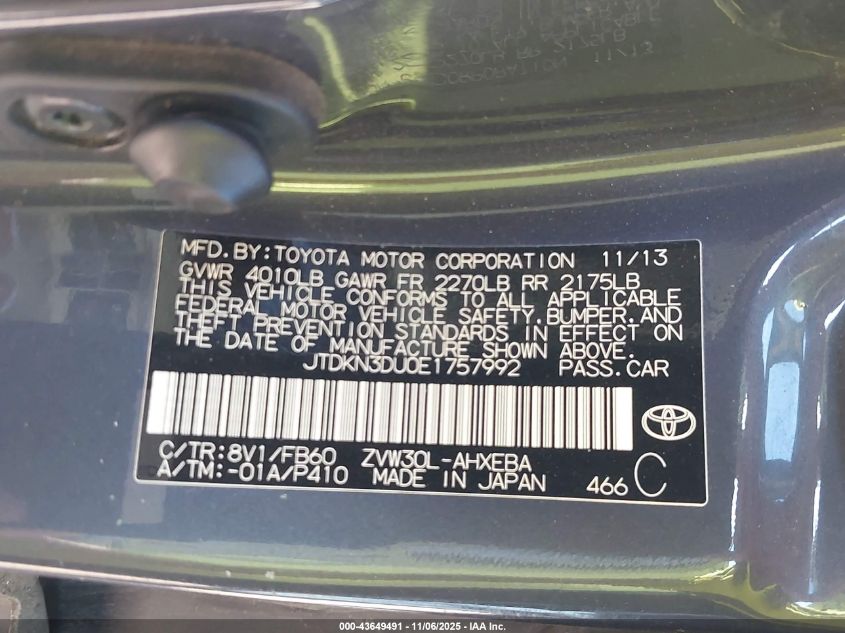 MFD.BY:TOYOTA MOTOR CORPORATION 11/13
GVWR 4010LB GAWR FR 2270LB RR 2175LB
THIS VEHICLE CONFORMS TO ALL APPLICABLE
FEDERAL MOTOR VEHICLE SAFETY,BUMPER,AND
THEFT PREVENTION STANDARDS IN EFFECT ON
THE DATE OF MANUFACTURE SHOWN ABOVE.
JTDKN3DU0E1757992 PASS.CAR
C/TR:8V1/FB60 ZVW30L-AHXEBA
A/TM:-01A/P410 MADE IN JAPAN 466 C
000-43649491 - 11/06/2025 - IAA Inc.